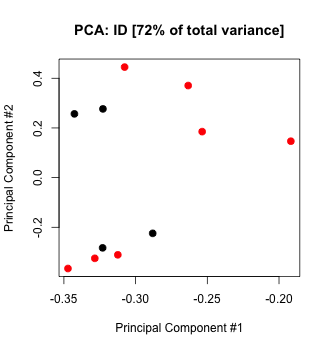 PCA: ID [72% of total variance]
Principal Component #2
0.4
0.2
0.0
-0.2
-0.35
-0.30
-0.25
-0.20
Principal Component #1